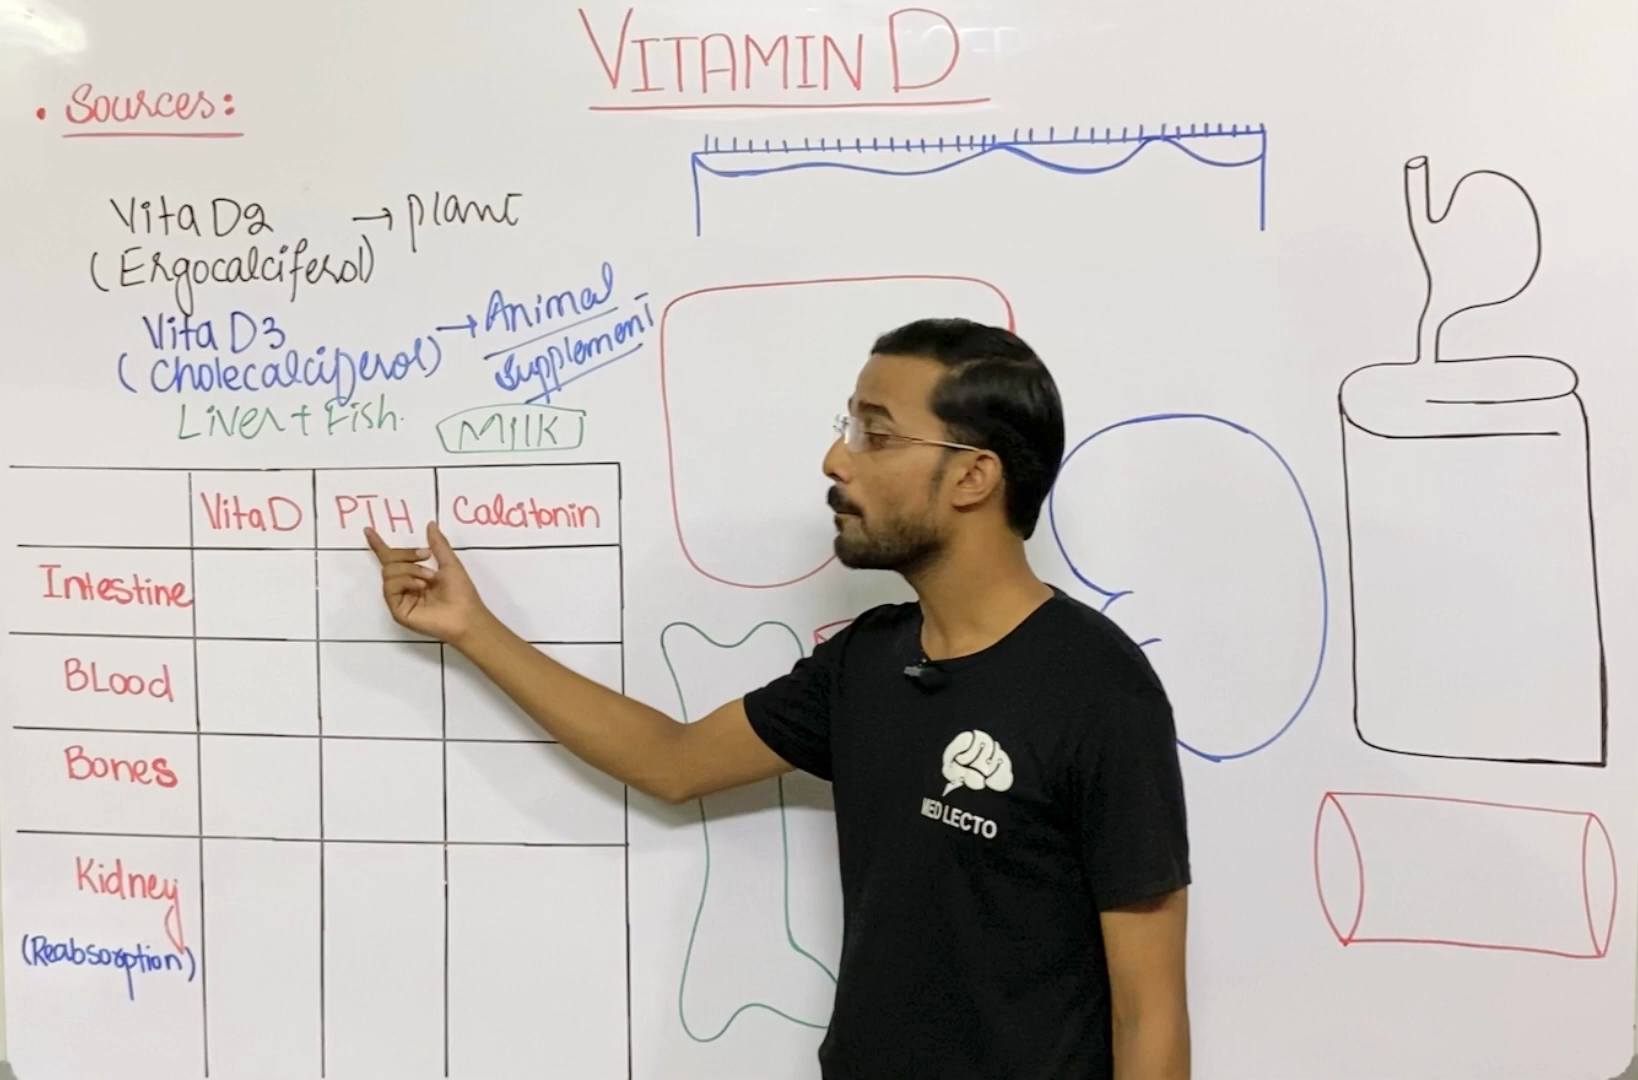 VITAMIN D
• Sources:
Vita D2 → plant
(Ergocalciferol)
Vita D3 → Animal
(Cholecalciferol) Supplement
Liver + Fish. MIlK
Vita D PTH Calcitonin
Intestine
BLood
Bones
Kidney
(Reabsorption)
MED LECTO